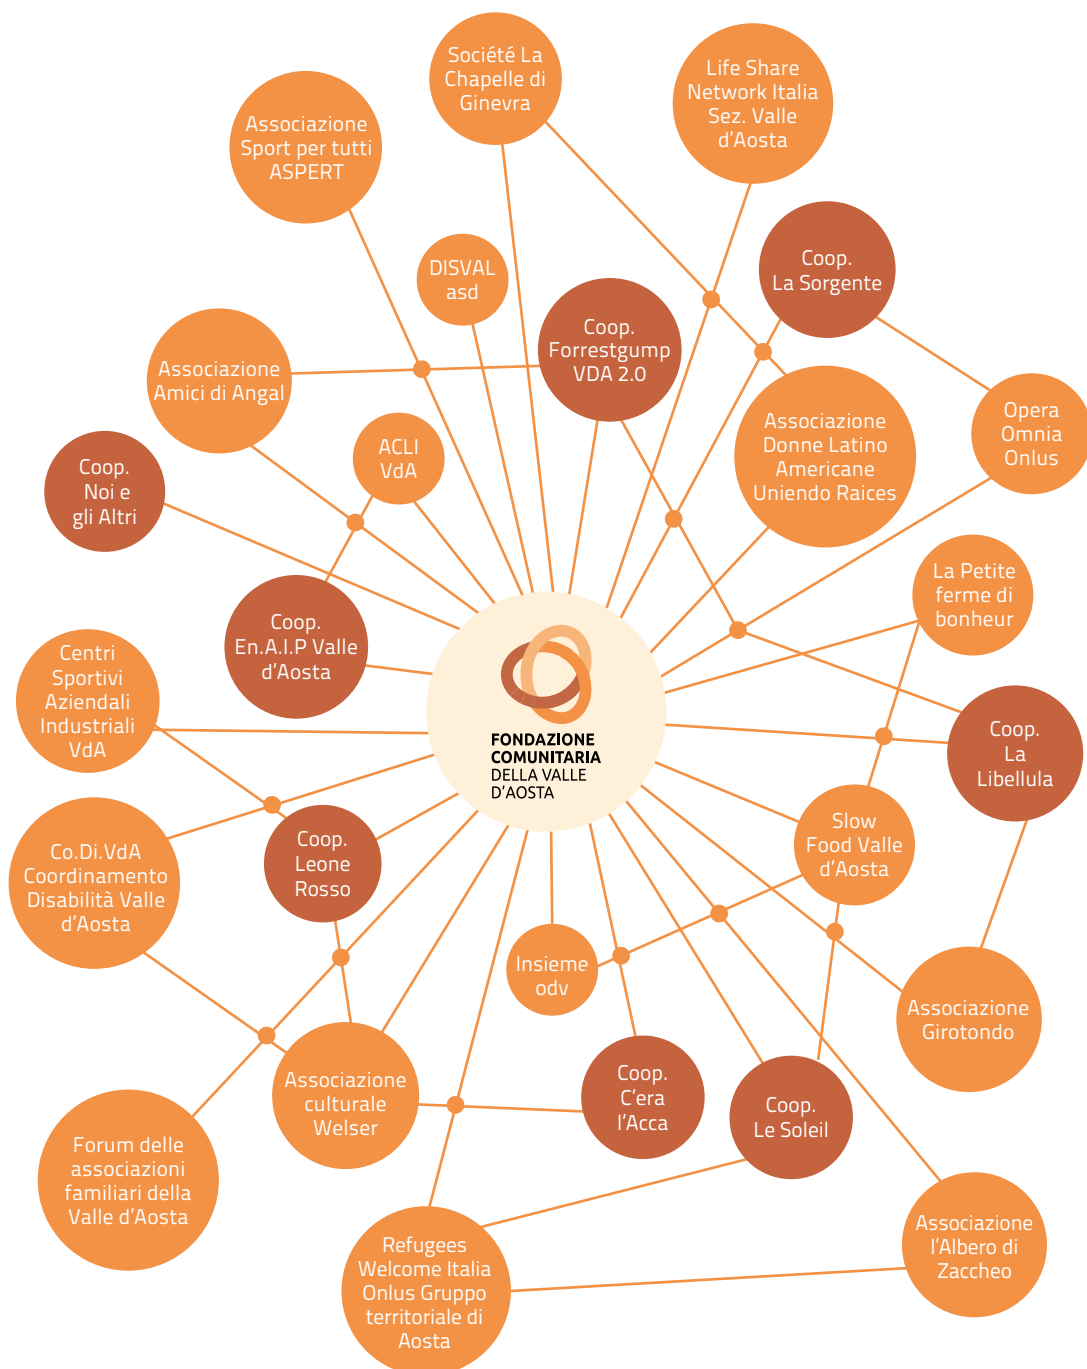 Société La
Chapelle di
Ginevra
Life Share
Network Italia
Sez. Valle
d'Aosta
Associazione
Sport per tutti
ASPERT
DISVAL
asd
Coop.
La Sorgente
Coop.
Forrestgump
VDA 2.0
Associazione
Amici di Angal
Associazione
Donne Latino
Americane
Uniendo Raices
Opera
Omnia
Onlus
ACLI
VdA
Coop.
Noi e
gli Altri
La Petite
ferme di
bonheur
Coop.
En.A.I.P Valle
d'Aosta
Centri
Sportivi
Aziendali
Industriali
VdA
FONDAZIONE
COMUNITARIA
DELLA VALLE
D'AOSTA
Coop.
La
Libellula
Slow
Food Valle
d'Aosta
Coop.
Leone
Rosso
Co.Di.VdA
Coordinamento
Disabilità Valle
d'Aosta
Insieme
odv
Associazione
Girotondo
Associazione
culturale
Welser
Coop.
C'era
l'Acca
Coop.
Le Soleil
Forum delle
associazioni
familiari della
Valle d'Aosta
Refugees
Welcome Italia
Onlus Gruppo
territoriale di
Aosta
Associazione
l'Albero di
Zaccheo